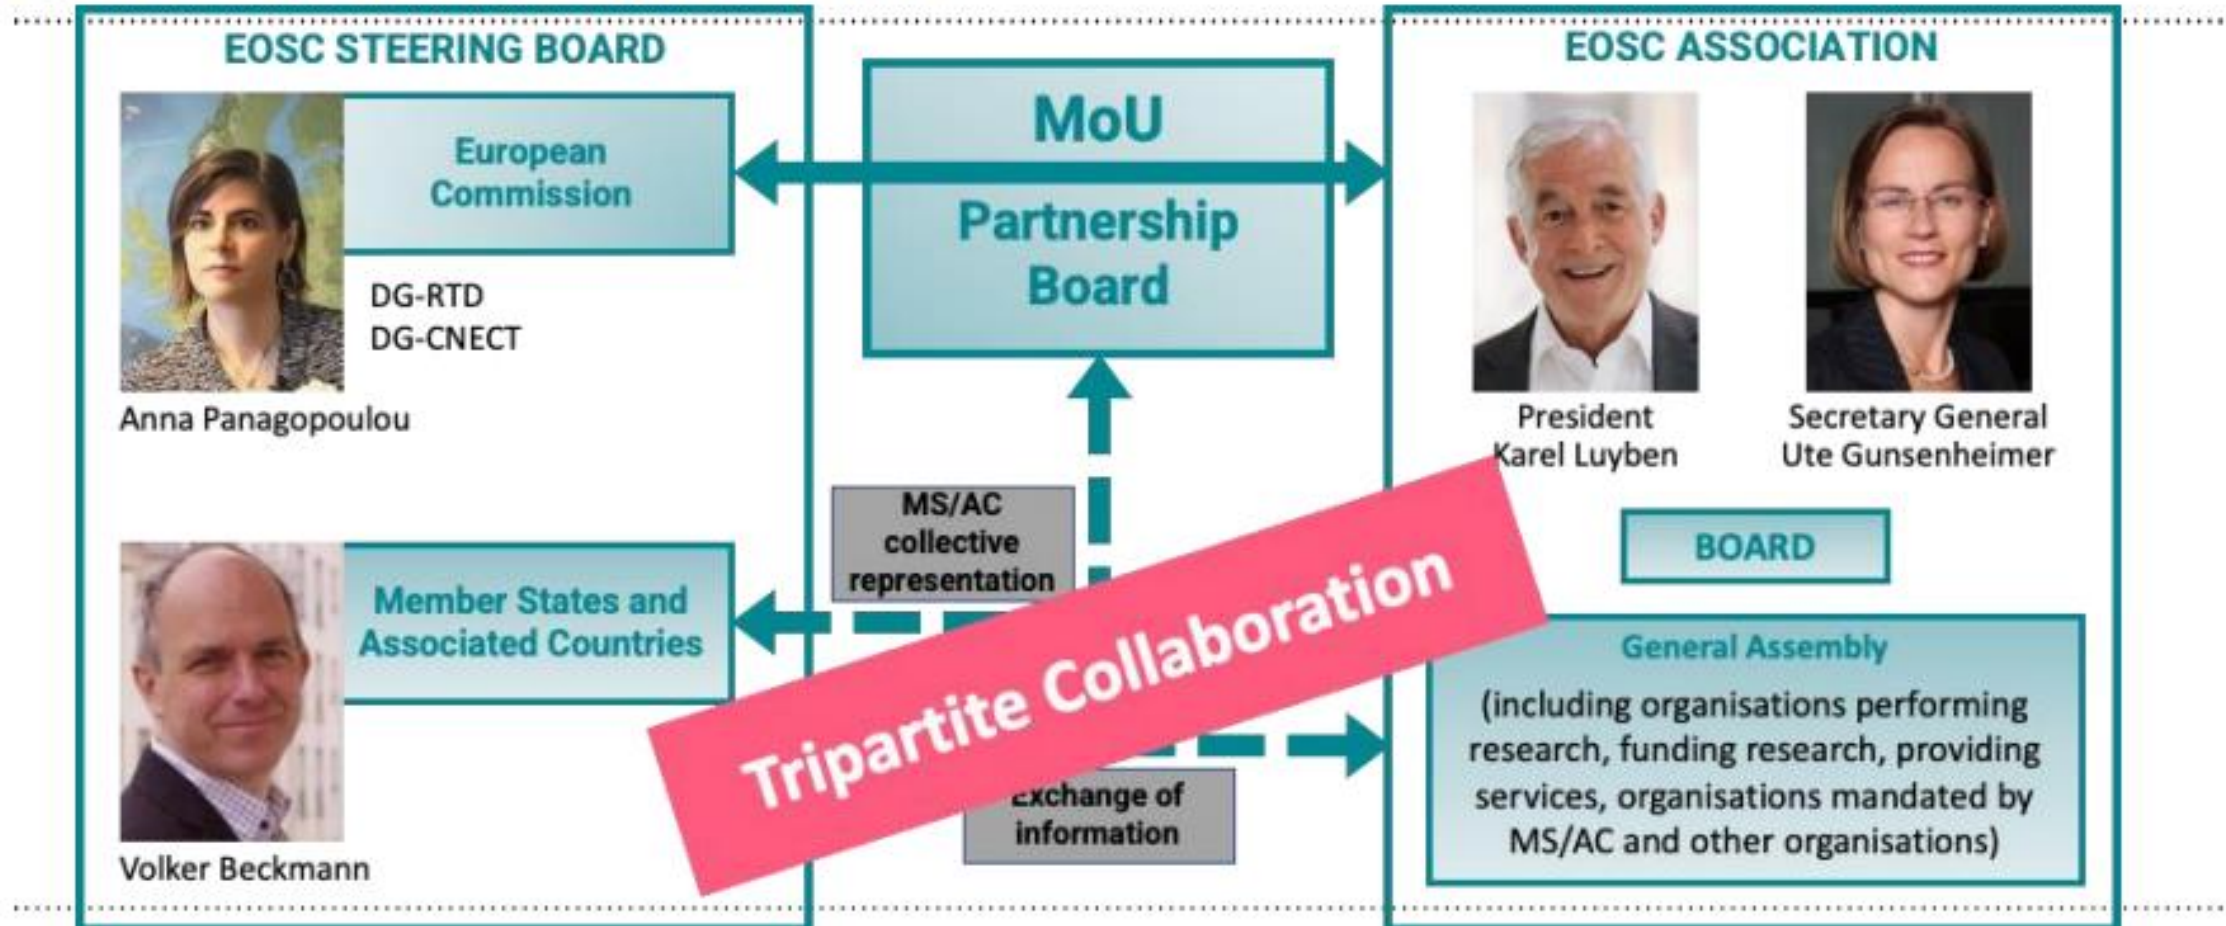 EOSC STEERING BOARD
European
Commission
DG-RTD
DG-CNECT
Anna Panagopoulou
Member States and
Associated Countries
Volker Beckmann
MoU
Partnership
Board
MS/AC
collective
representation
Tripartite Collaboration
Exchange of
information
EOSC ASSOCIATION
President
Karel Luyben
Secretary General
Ute Gunsenheimer
BOARD
General Assembly
(including organisations performing
research, funding research, providing
services, organisations mandated by
MS/AC and other organisations)